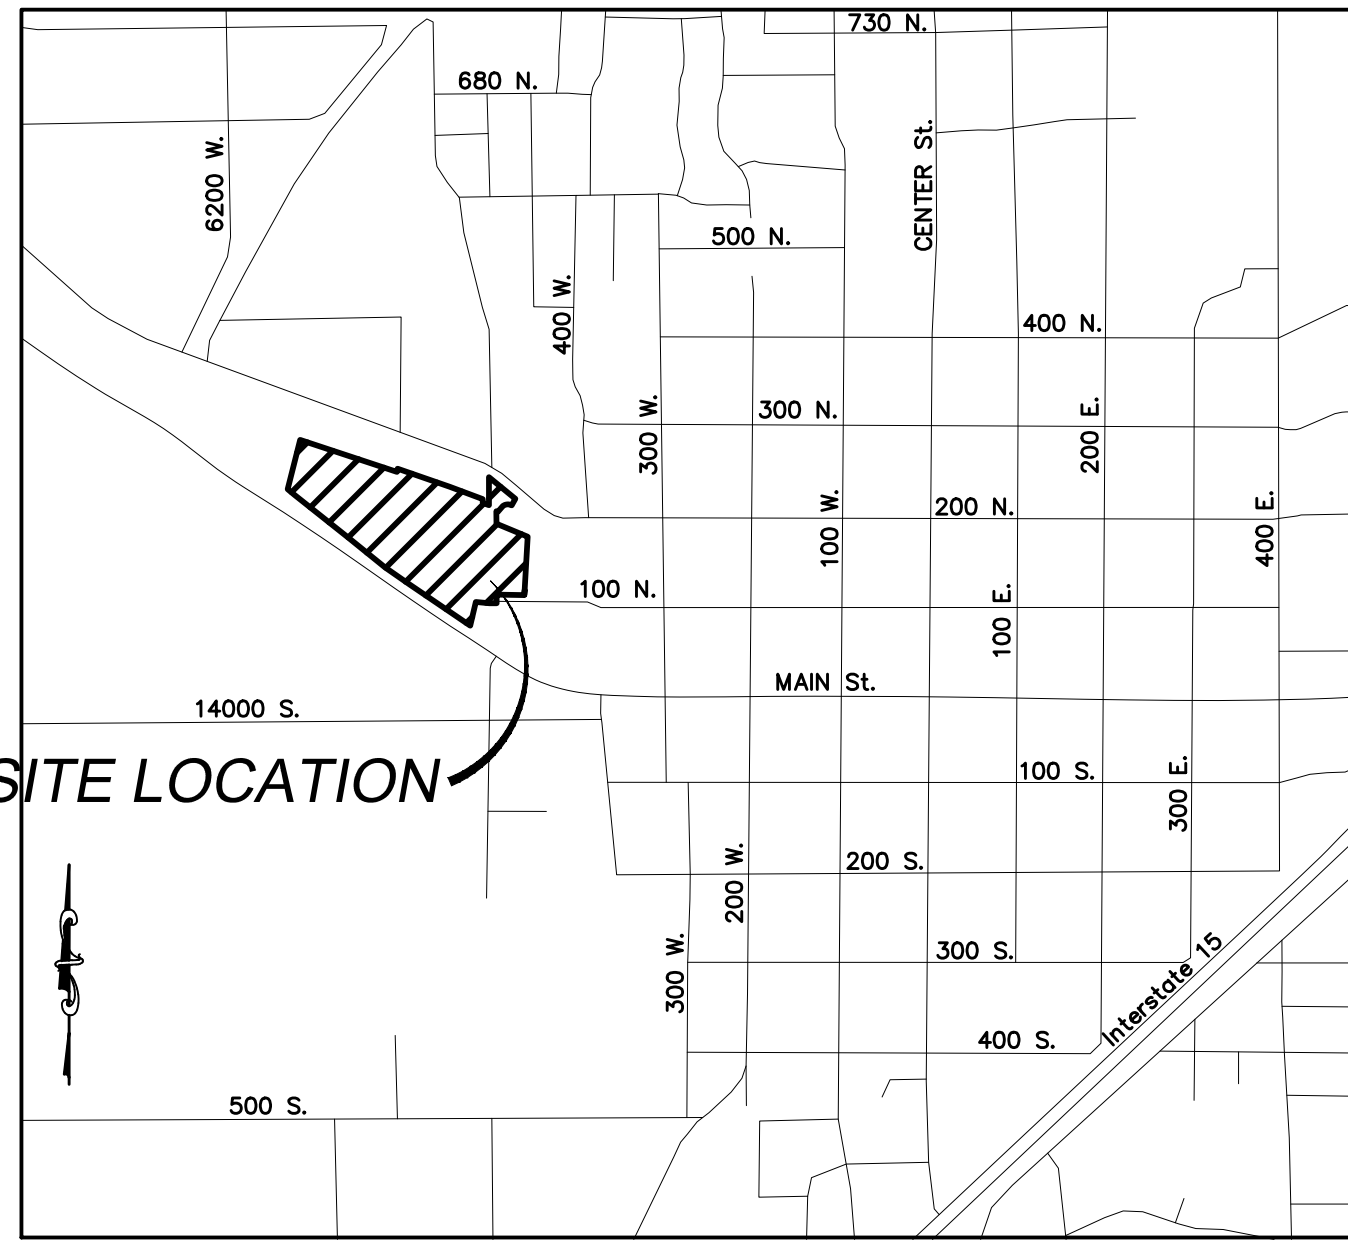 730 N.
680 N.
6200 W.
CENTER St.
500 N.
400 W.
400 N.
300 W.
300 N.
200 E.
100 W.
200 N.
400 E.
100 N.
100 E.
MAIN St.
14000 S.
SITE LOCATION
100 S.
300 E.
200 W.
200 S.
300 W.
300 S.
Interstate 15
400 S.
500 S.